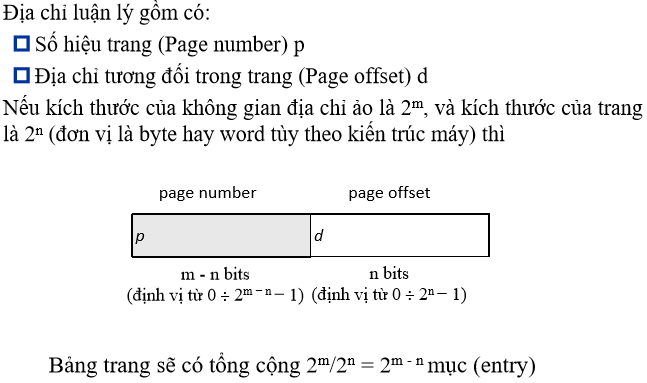 Địa chỉ luận lý gồm có:
Số hiệu trang (Page number) p
Địa chỉ tương đối trong trang (Page offset) d
Nếu kích thước của không gian địa chỉ ảo là 2ᵐ, và kích thước của trang
là 2ⁿ (đơn vị là byte hay word tùy theo kiến trúc máy) thì
page number page offset
p d
m - n bits n bits
(định vị từ 0 ÷ 2ᵐ⁻ⁿ − 1) (định vị từ 0 ÷ 2ⁿ − 1)
Bảng trang sẽ có tổng cộng 2ᵐ/2ⁿ = 2ᵐ⁻ⁿ mục (entry)